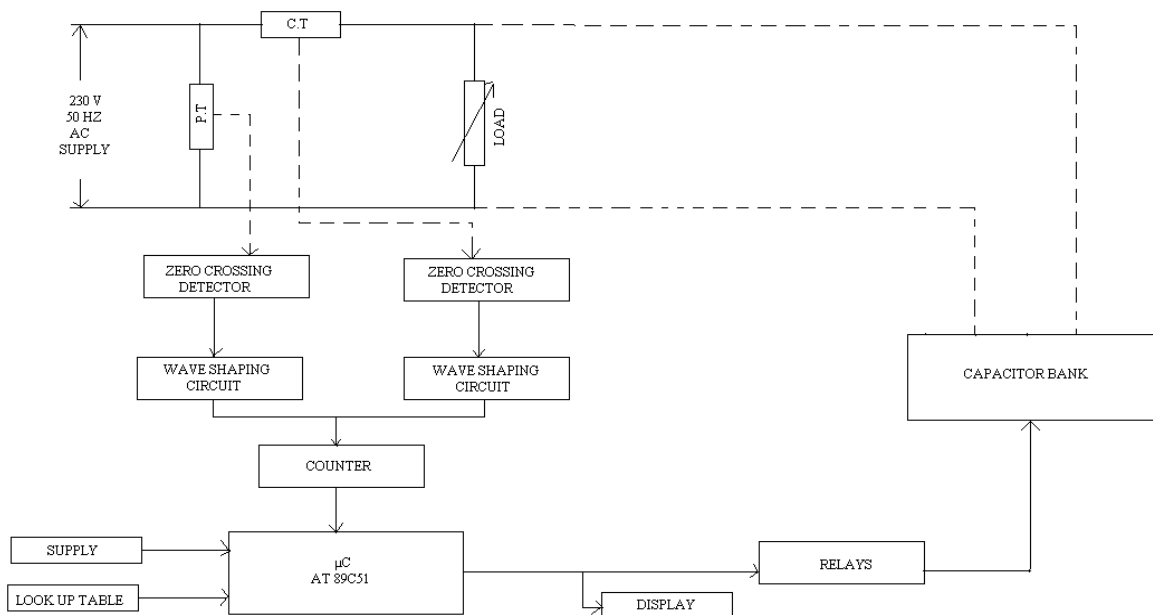 C.T
230 V
50 HZ
AC
SUPPLY
P.T
LOAD
ZERO CROSSING
DETECTOR
ZERO CROSSING
DETECTOR
WAVE SHAPING
CIRCUIT
WAVE SHAPING
CIRCUIT
CAPACITOR BANK
COUNTER
SUPPLY
µC
AT 89C51
RELAYS
LOOK UP TABLE
DISPLAY